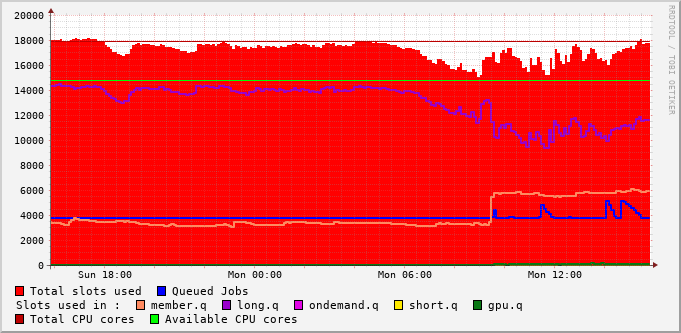 20000
18000
16000
14000
12000
10000
8000
6000
4000
2000
0
Sun 18:00 Mon 00:00 Mon 06:00 Mon 12:00
RRDTOOL / TOBI OETIKER
Total slots used Queued Jobs
Slots used in : member.q long.q ondemand.q short.q gpu.q
Total CPU cores Available CPU cores